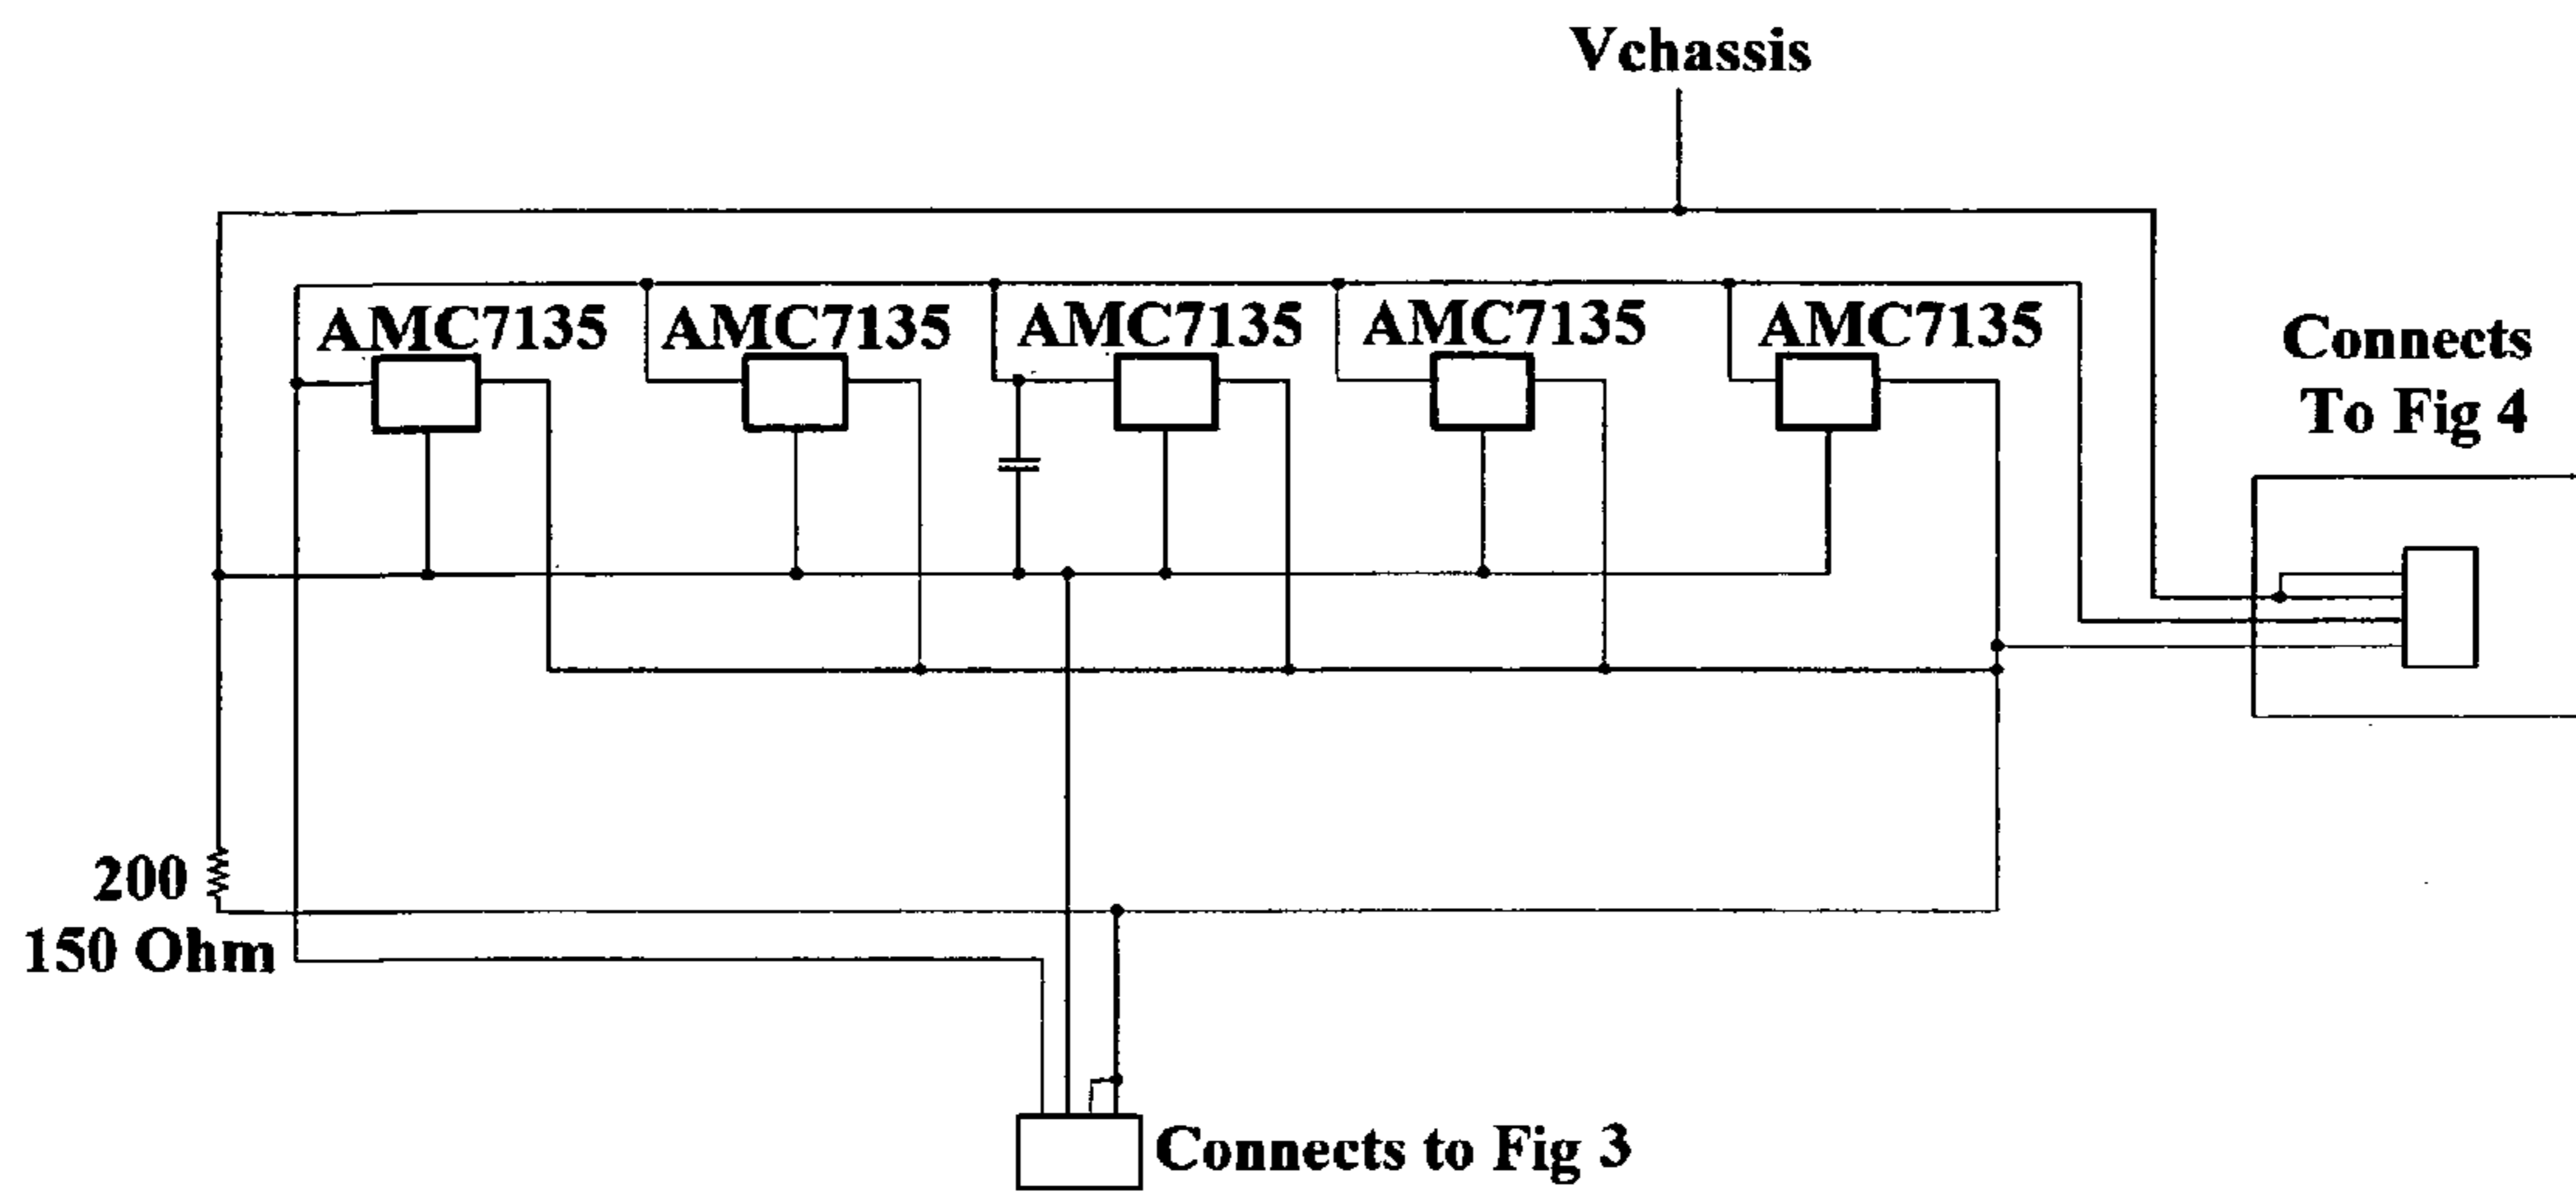 Vchassis
AMC7135 AMC7135 AMC7135 AMC7135 AMC7135
Connects
To Fig 4
200
150 Ohm
Connects to Fig 3